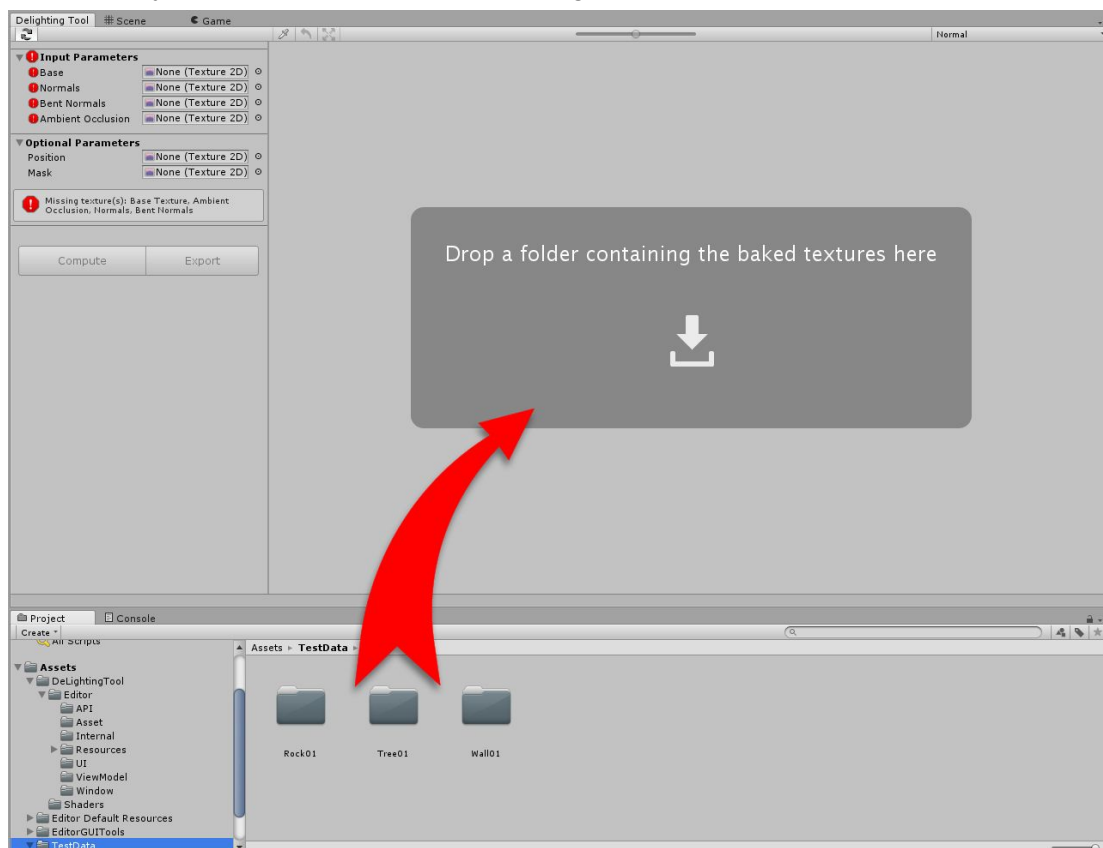 Delighting Tool
Scene
Game
Normal
Input Parameters
Base None (Texture 2D)
Normals None (Texture 2D)
Bent Normals None (Texture 2D)
Ambient Occlusion None (Texture 2D)
Optional Parameters
Position None (Texture 2D)
Mask None (Texture 2D)
Missing texture(s): Base Texture, Ambient
Occlusion, Normals, Bent Normals
Compute
Export
Drop a folder containing the baked textures here
Project
Console
Create
All Scripts
Assets
DeLightingTool
Editor
API
Asset
Internal
Resources
UI
ViewModel
Window
Shaders
Editor Default Resources
EditorGUITools
TestData
Assets ▸ TestData ▸
Rock01
Tree01
Wall01